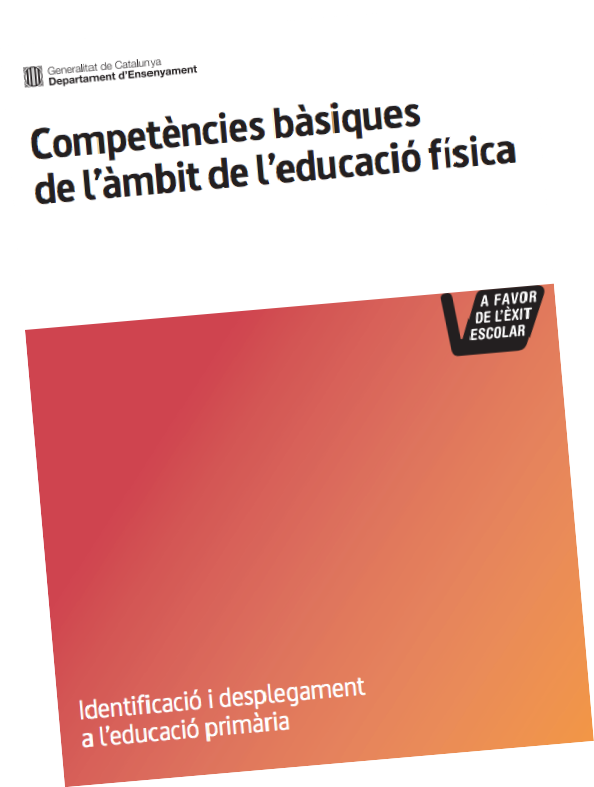 Generalitat de Catalunya
Departament d'Ensenyament
Competències bàsiques
de l'àmbit de l'educació física
A FAVOR
DE L'ÈXIT
ESCOLAR
Identificació i desplegament
a l'educació primària